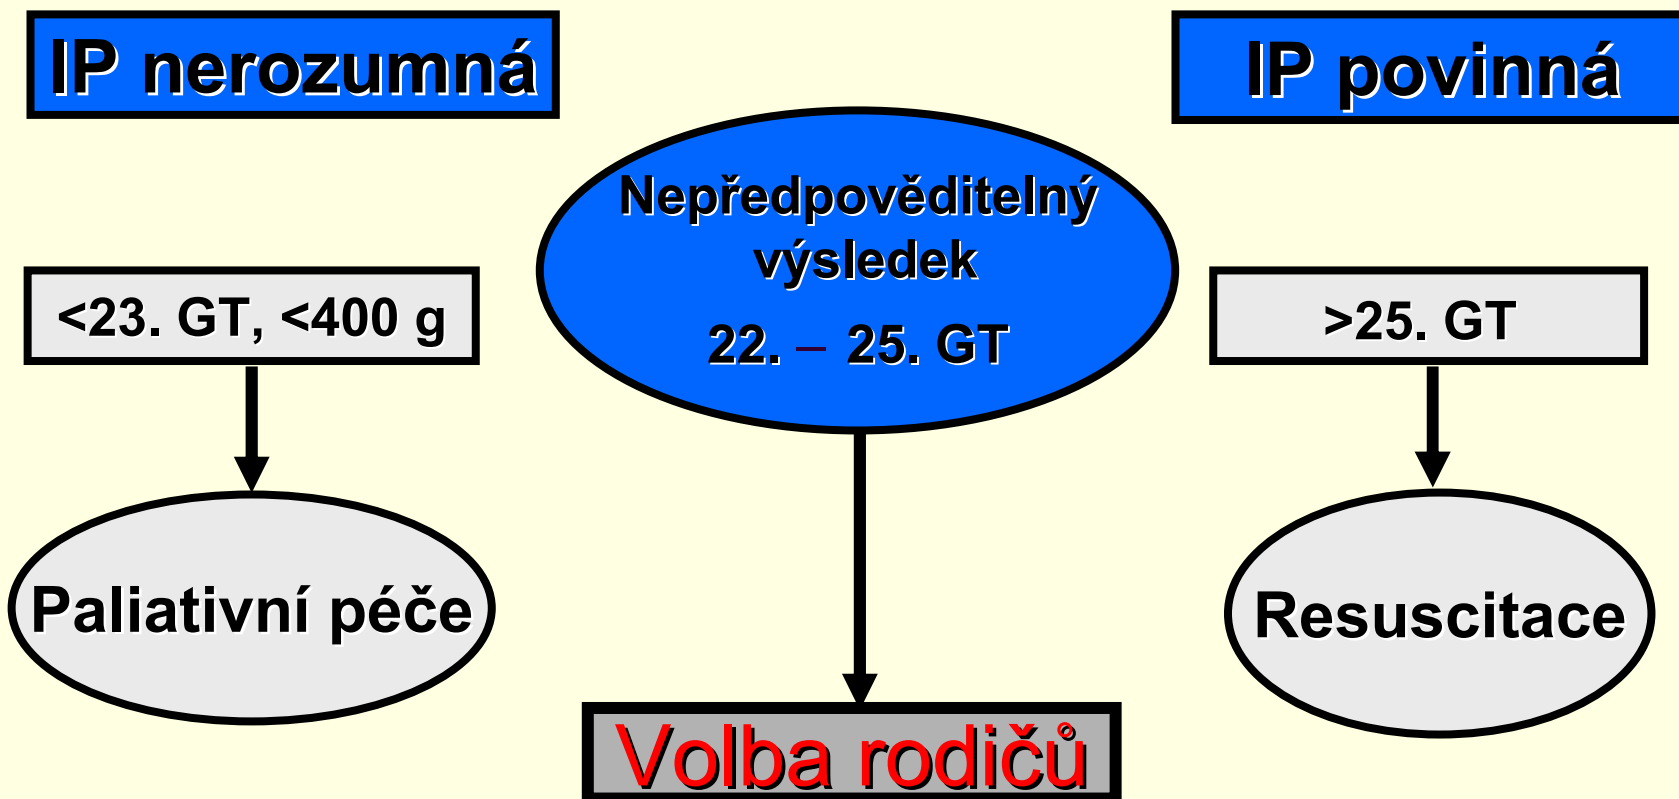 IP nerozumná
IP povinná
Nepředpověditelný
výsledek
22. – 25. GT
<23. GT, <400 g
>25. GT
Paliativní péče
Resuscitace
Volba rodičů